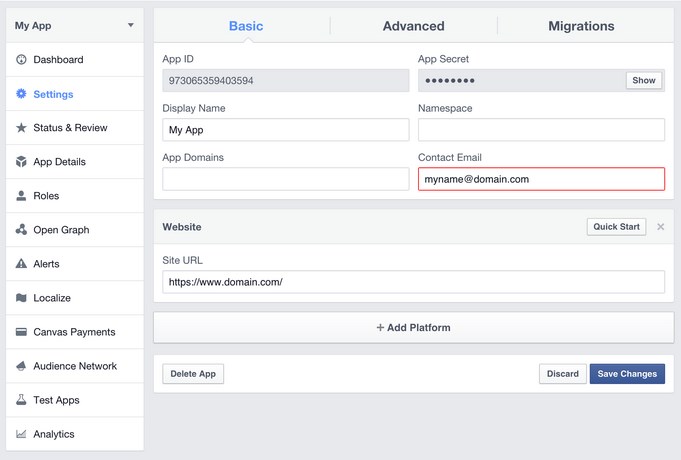 My App
Dashboard
Settings
Status & Review
App Details
Roles
Open Graph
Alerts
Localize
Canvas Payments
Audience Network
Test Apps
Analytics
Basic Advanced Migrations
App ID App Secret
973065359403594 ●●●●●●●● Show
Display Name Namespace
My App
App Domains Contact Email
myname@domain.com
Website Quick Start
Site URL
https://www.domain.com/
+ Add Platform
Delete App Discard Save Changes